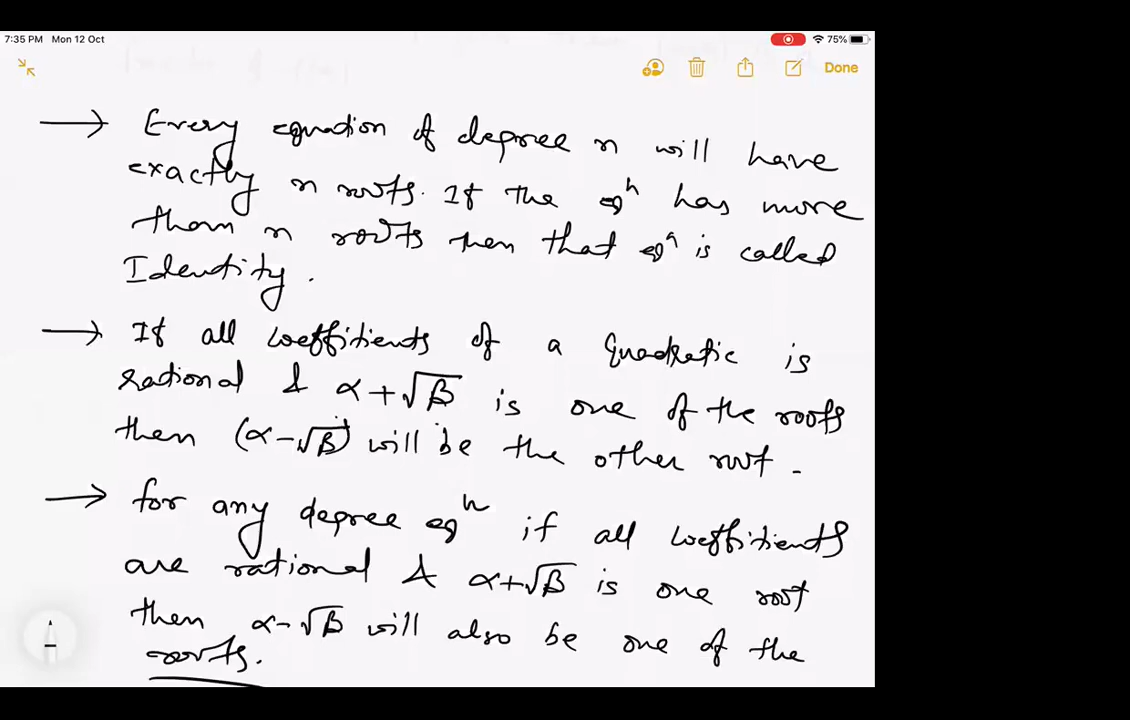 7:35 PM Mon 12 Oct
75%
Done
→ Every equation of degree n will have
exactly n roots. If the eqn has more
than n roots then that eqn is called
Identity.
→ If all coeffitients of a quadratic is
rational & α+√β is one of the roots
then (α-√β) will be the other root.
→ for any degree eqn if all coeffitients
are rational & α+√β is one root
then α-√β will also be one of the
roots.